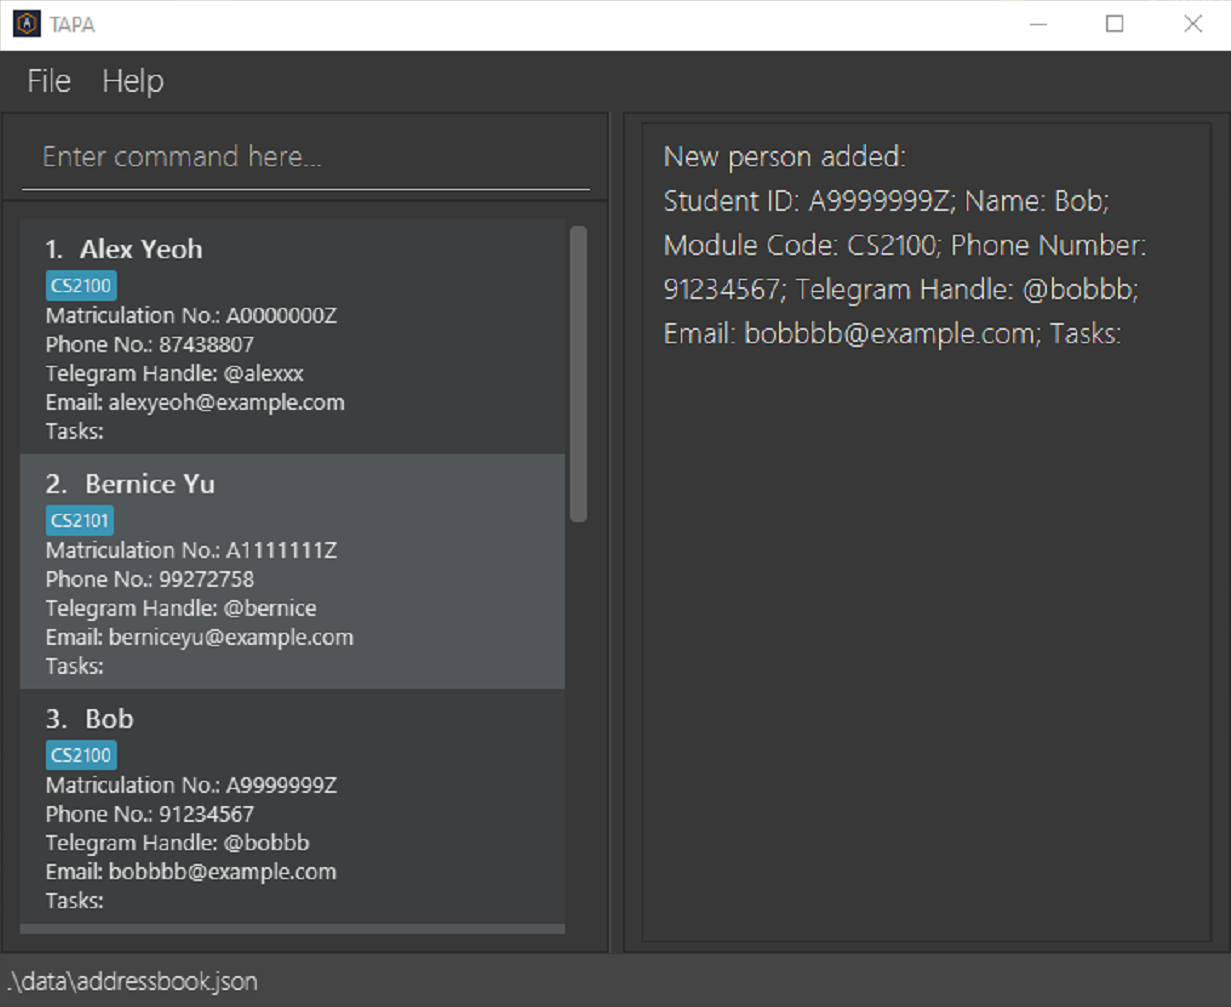 TAPA
File Help
Enter command here...
1. Alex Yeoh
CS2100
Matriculation No.: A0000000Z
Phone No.: 87438807
Telegram Handle: @alexxx
Email: alexyeoh@example.com
Tasks:
2. Bernice Yu
CS2101
Matriculation No.: A1111111Z
Phone No.: 99272758
Telegram Handle: @bernice
Email: berniceyu@example.com
Tasks:
3. Bob
CS2100
Matriculation No.: A9999999Z
Phone No.: 91234567
Telegram Handle: @bobbb
Email: bobbbb@example.com
Tasks:
New person added:
Student ID: A9999999Z; Name: Bob;
Module Code: CS2100; Phone Number:
91234567; Telegram Handle: @bobbb;
Email: bobbbb@example.com; Tasks:
.\data\addressbook.json